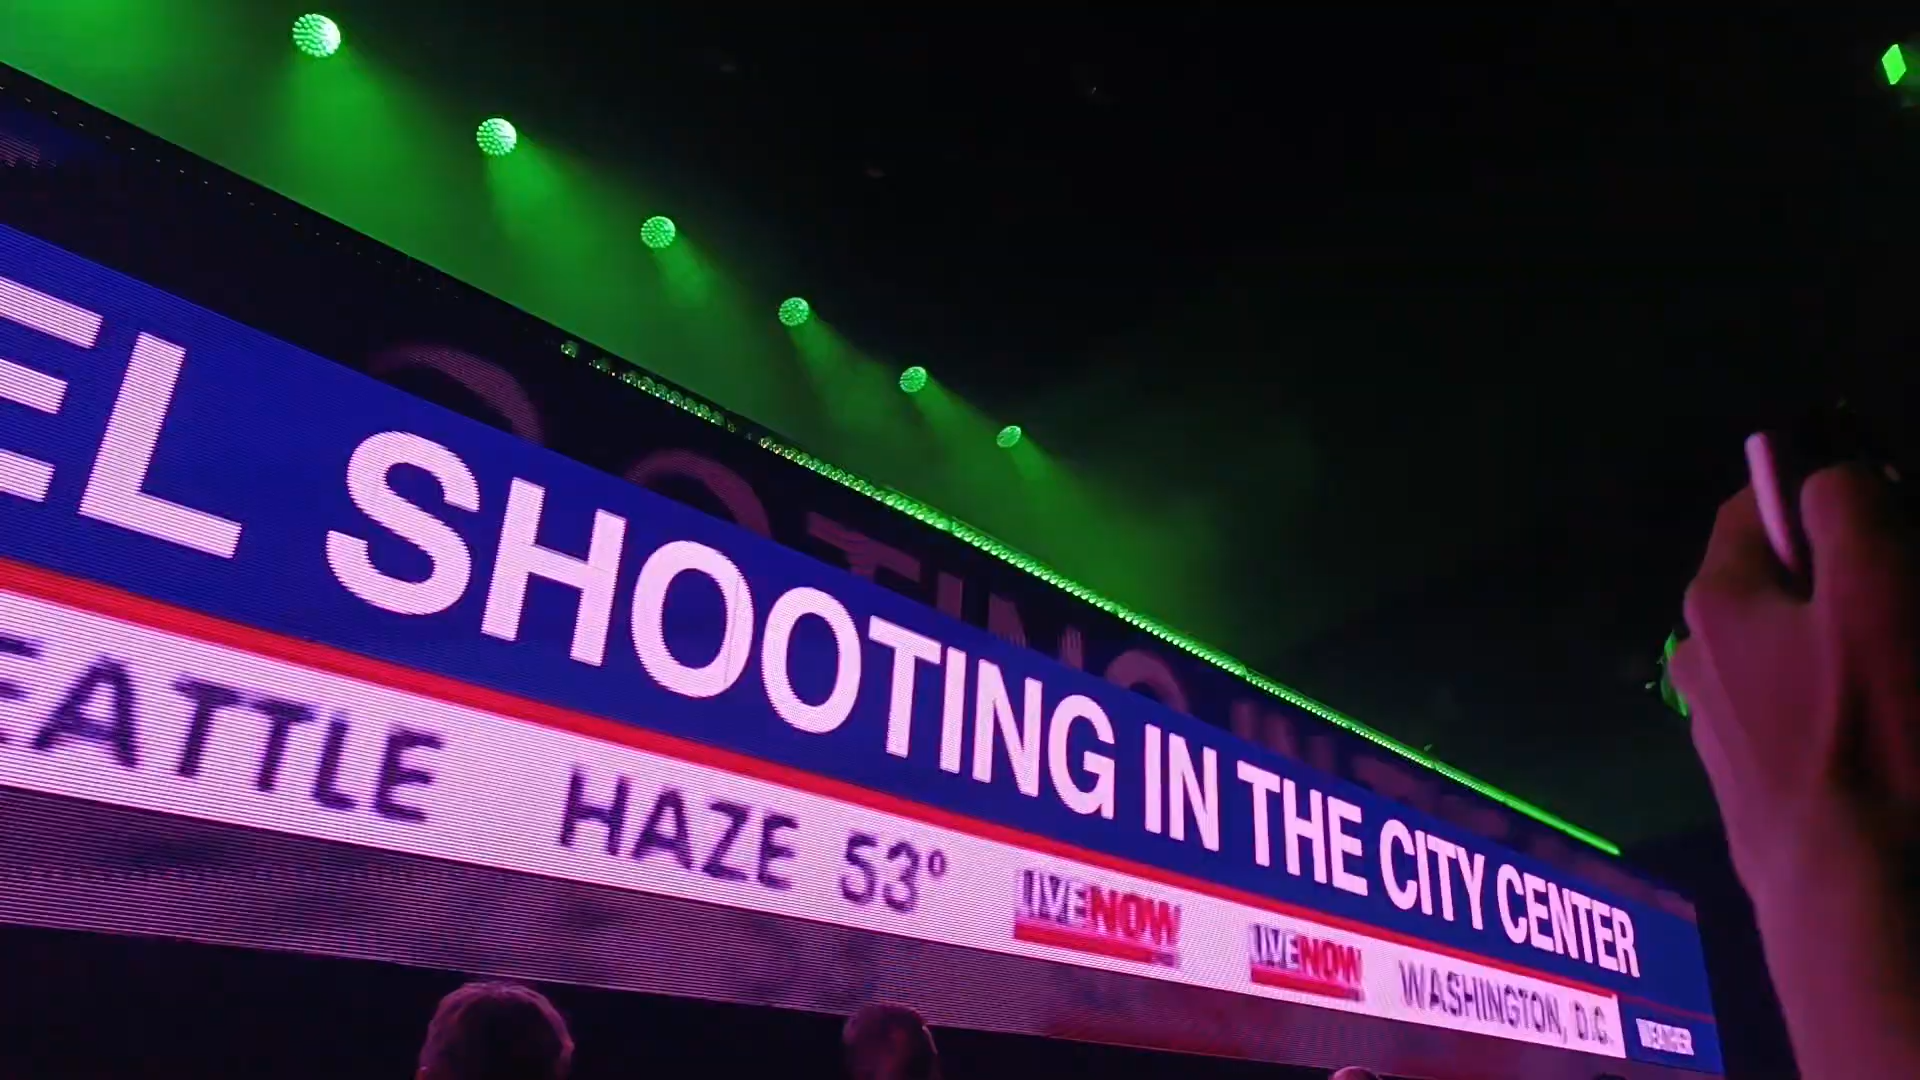 EL SHOOTING IN THE CITY CENTER
EATTLE HAZE 53° LIVENOW LIVENOW WASHINGTON, D.C.